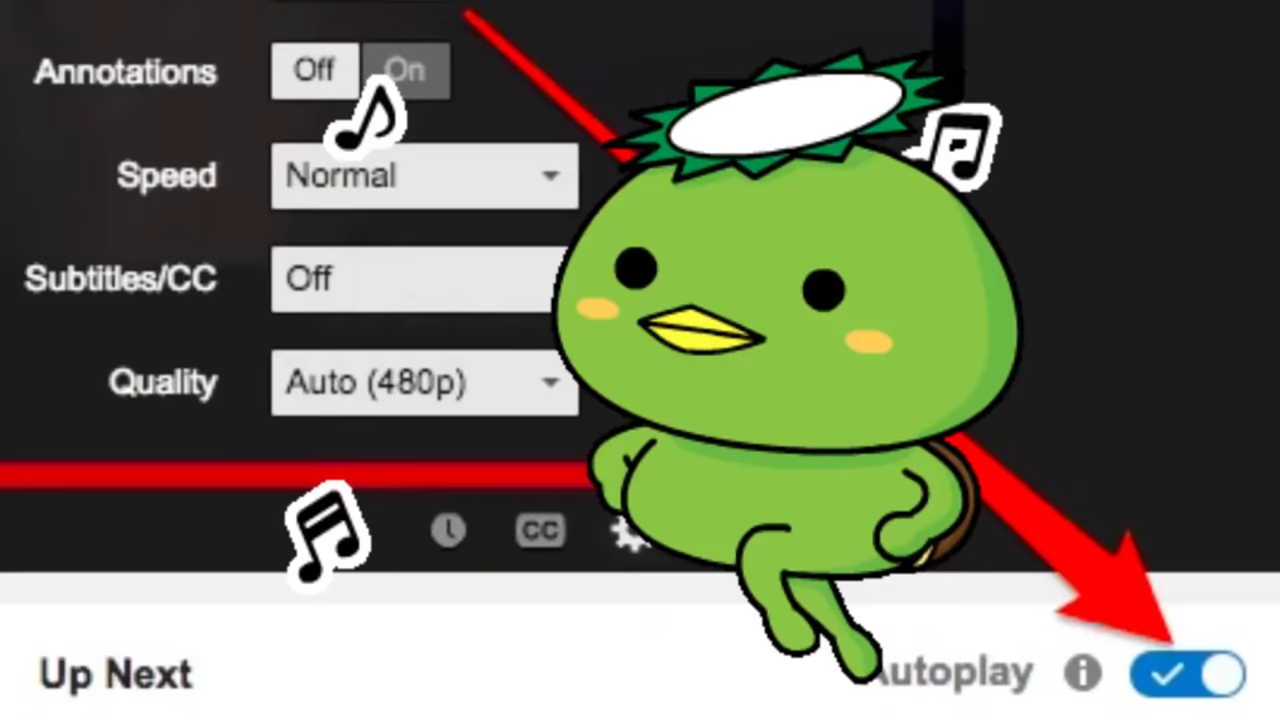 Annotations Off On
Speed Normal
Subtitles/CC Off
Quality Auto (480p)
CC
Up Next utoplay i